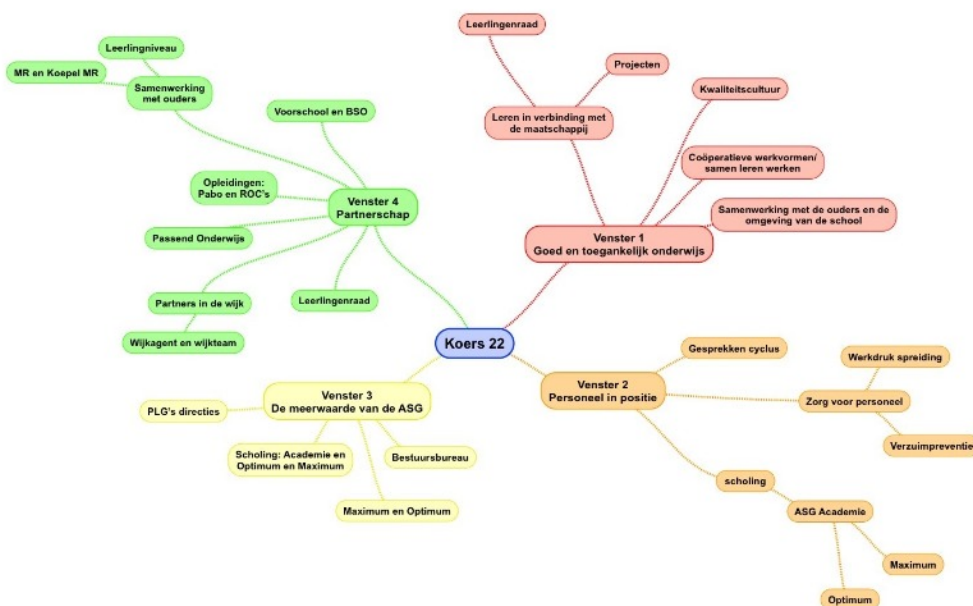 Leerlingenraad
Projecten
Leren in verbinding met
de maatschappij
Kwaliteitscultuur
Coöperatieve werkvormen/
samen leren werken
Samenwerking met de ouders en de
omgeving van de school
Venster 1
Goed en toegankelijk onderwijs
Leerlingniveau
MR en Koepel MR
Samenwerking
met ouders
Voorschool en BSO
Opleidingen:
Pabo en ROC's
Venster 4
Partnerschap
Passend Onderwijs
Partners in de wijk
Leerlingenraad
Wijkagent en wijkteam
Koers 22
Gesprekken cyclus
Werkdruk spreiding
Venster 2
Personeel in positie
Zorg voor personeel
Verzuimpreventie
scholing
ASG Academie
Maximum
Optimum
Venster 3
De meerwaarde van de ASG
PLG's directies
Scholing: Academie en
Optimum en Maximum
Bestuursbureau
Maximum en Optimum